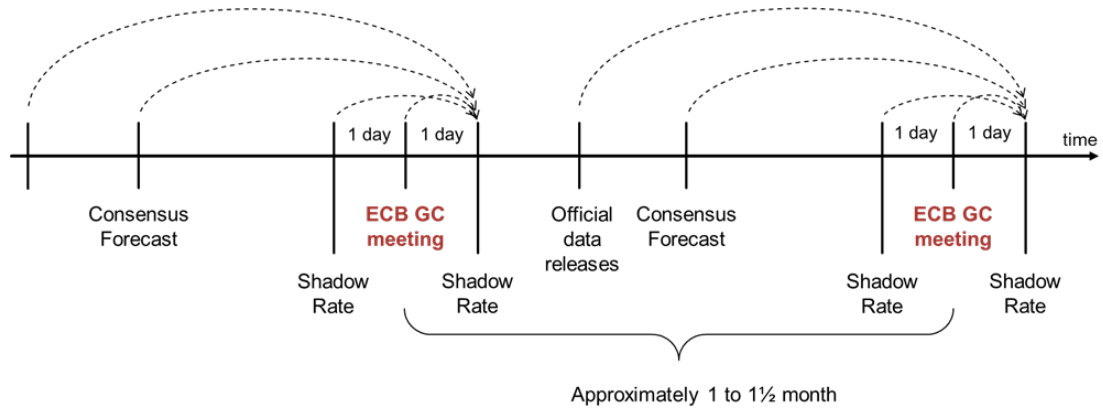 1 day
1 day
1 day
1 day
time
Consensus
Forecast
ECB GC
meeting
Official
data
releases
Consensus
Forecast
ECB GC
meeting
Shadow
Rate
Shadow
Rate
Shadow
Rate
Shadow
Rate
Approximately 1 to 1½ month